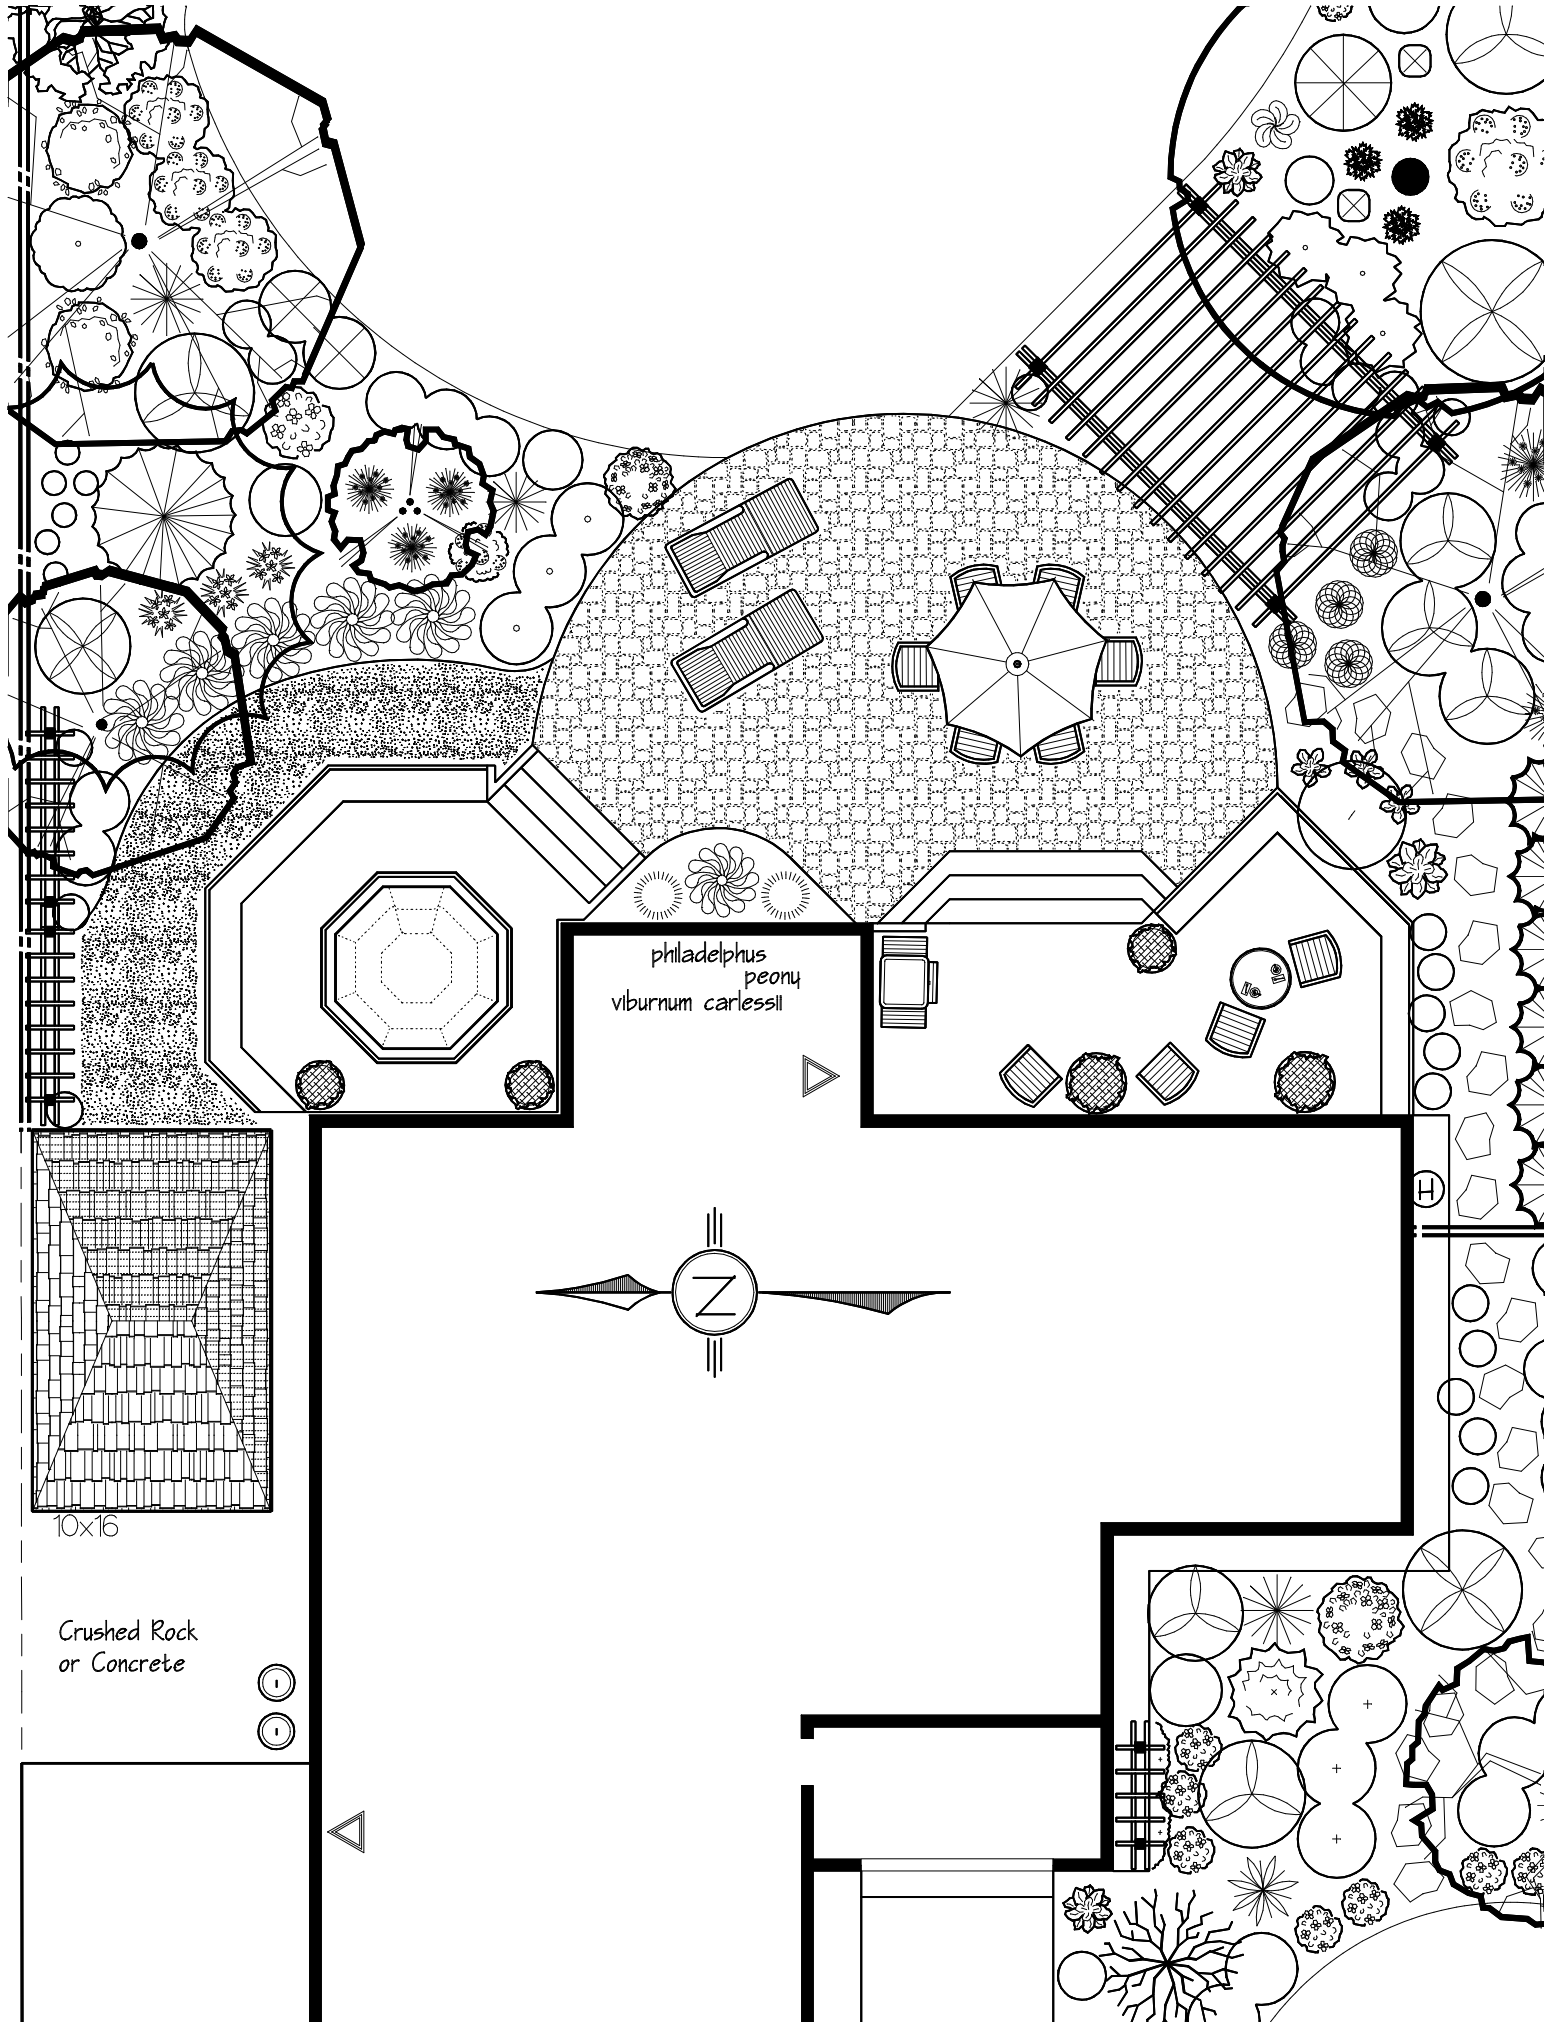 philadelphus
peony
viburnum carlessii
H
Z
10x16
Crushed Rock
or Concrete